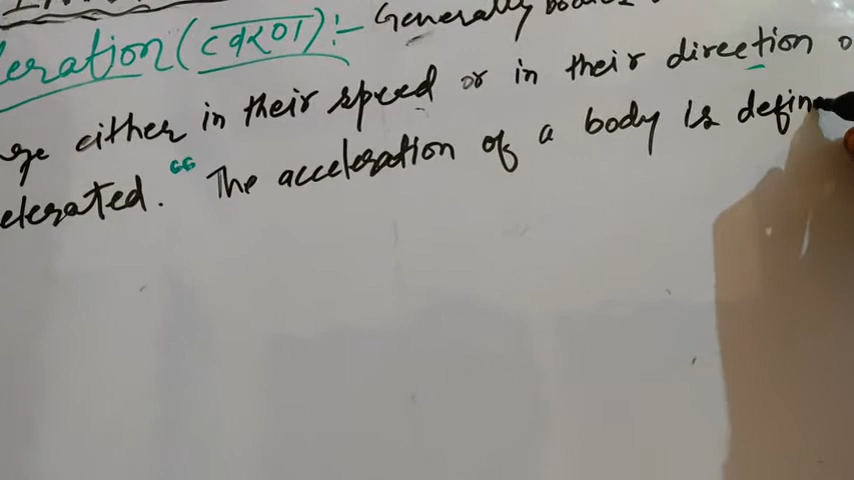 eration (त्वरण) :- Generally bodies
ge either in their speed or in their direction o
elerated. "The acceleration of a body is defin